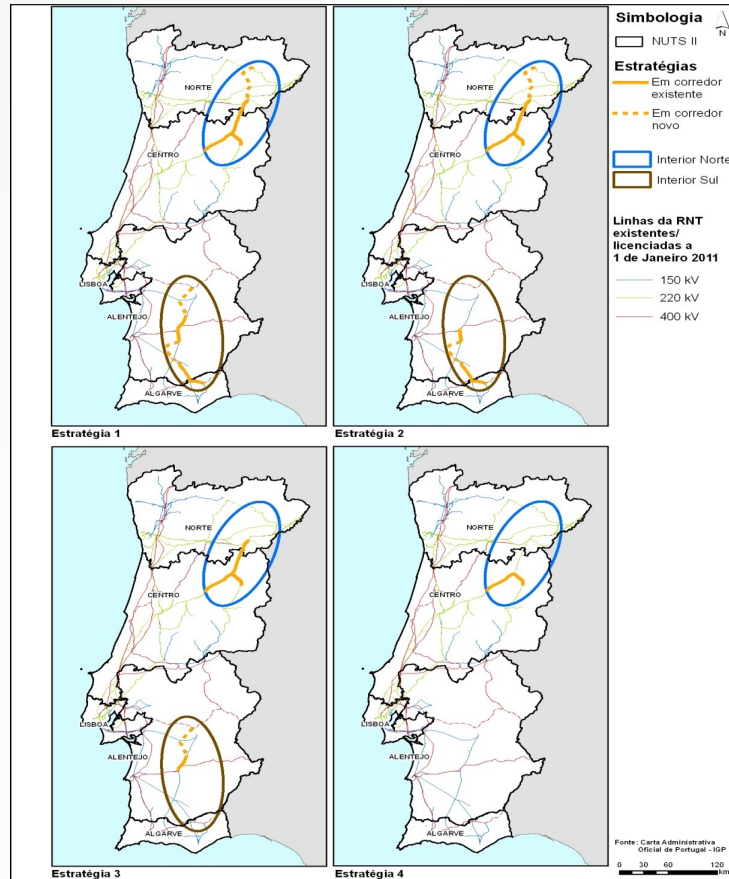 NORTE
CENTRO
LISBOA
ALENTEJO
ALGARVE
Estratégia 1
NORTE
CENTRO
LISBOA
ALENTEJO
ALGARVE
Estratégia 2
Simbologia
N
NUTS II
Estratégias
Em corredor
existente
Em corredor
novo
Interior Norte
Interior Sul
Linhas da RNT
existentes/
licenciadas a
1 de Janeiro 2011
150 kV
220 kV
400 kV
NORTE
CENTRO
LISBOA
ALENTEJO
ALGARVE
Estratégia 3
NORTE
CENTRO
LISBOA
ALENTEJO
ALGARVE
Estratégia 4
Fonte: Carta Administrativa
Oficial de Portugal - IGP
0 30 60 120
km